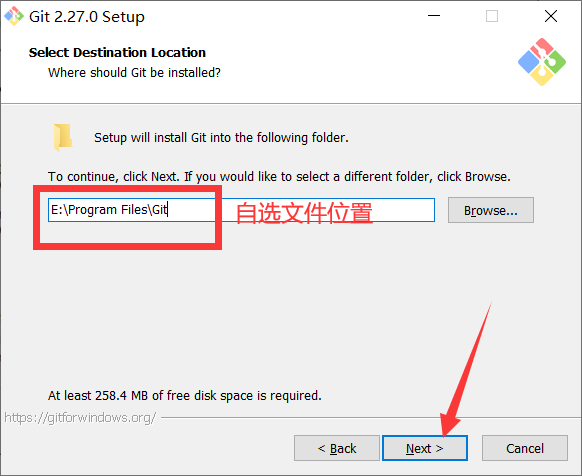 Git 2.27.0 Setup
Select Destination Location
Where should Git be installed?
Setup will install Git into the following folder.
To continue, click Next. If you would like to select a different folder, click Browse.
E:\Program Files\Git
自选文件位置
Browse...
At least 258.4 MB of free disk space is required.
https://gitforwindows.org/
< Back
Next >
Cancel